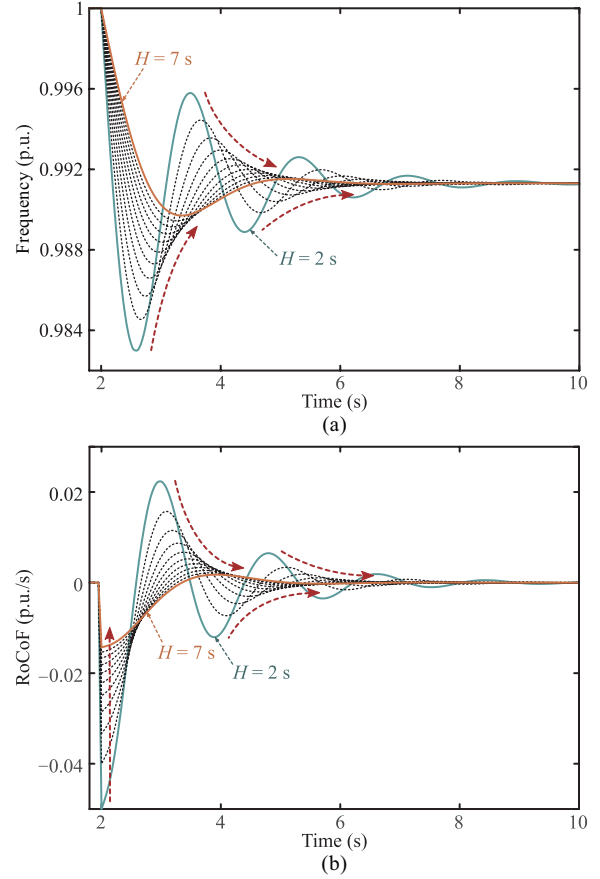 1
0.996
0.992
0.988
0.984
Frequency (p.u.)
H = 7 s
H = 2 s
2 4 6 8 10
Time (s)
(a)
0.02
0
−0.02
−0.04
RoCoF (p.u./s)
H = 7 s
H = 2 s
2 4 6 8 10
Time (s)
(b)